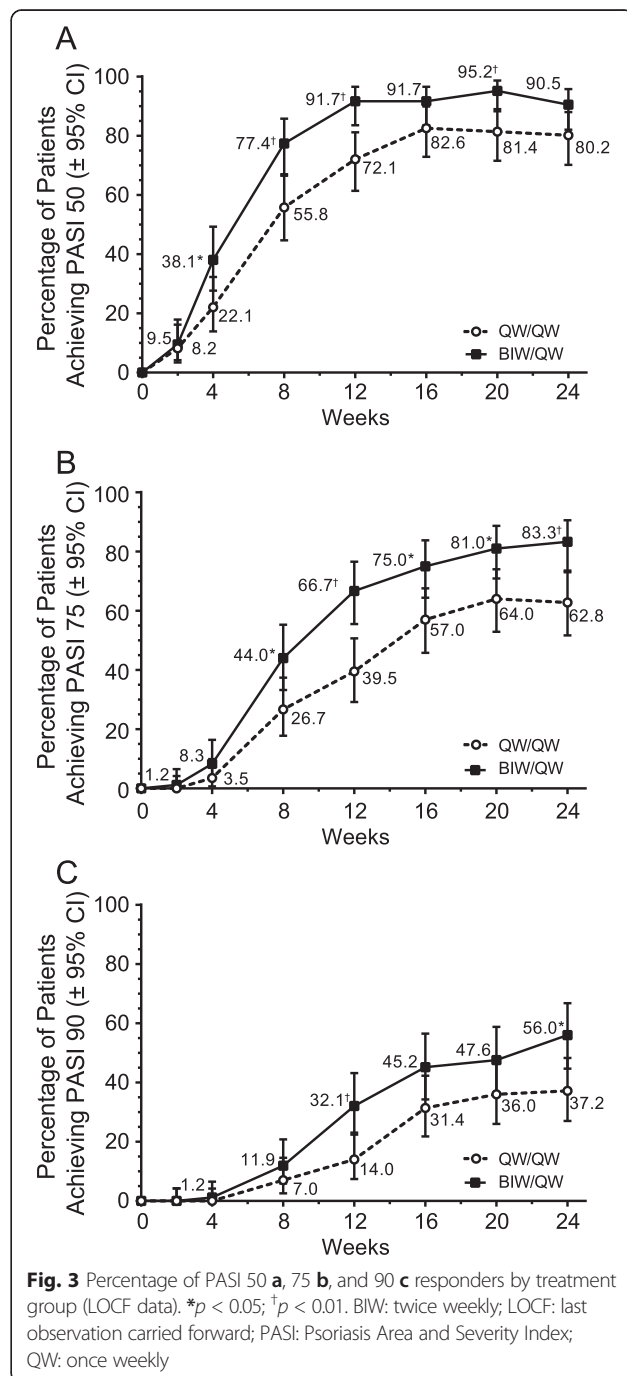 A
Percentage of Patients
Achieving PASI 50 (± 95% CI)
100
80
60
40
20
0
9.5
38.1*
77.4†
91.7†
91.7
95.2†
90.5
8.2
22.1
55.8
72.1
82.6
81.4
80.2
QW/QW
BIW/QW
0 4 8 12 16 20 24
Weeks
B
Percentage of Patients
Achieving PASI 75 (± 95% CI)
100
80
60
40
20
0
1.2
8.3
44.0*
66.7†
75.0*
81.0*
83.3†
3.5
26.7
39.5
57.0
64.0
62.8
QW/QW
BIW/QW
0 4 8 12 16 20 24
Weeks
C
Percentage of Patients
Achieving PASI 90 (± 95% CI)
100
80
60
40
20
0
1.2
11.9
32.1†
45.2
47.6
56.0*
7.0
14.0
31.4
36.0
37.2
QW/QW
BIW/QW
0 4 8 12 16 20 24
Weeks
Fig. 3 Percentage of PASI 50 a, 75 b, and 90 c responders by treatment
group (LOCF data). *p < 0.05; †p < 0.01. BIW: twice weekly; LOCF: last
observation carried forward; PASI: Psoriasis Area and Severity Index;
QW: once weekly